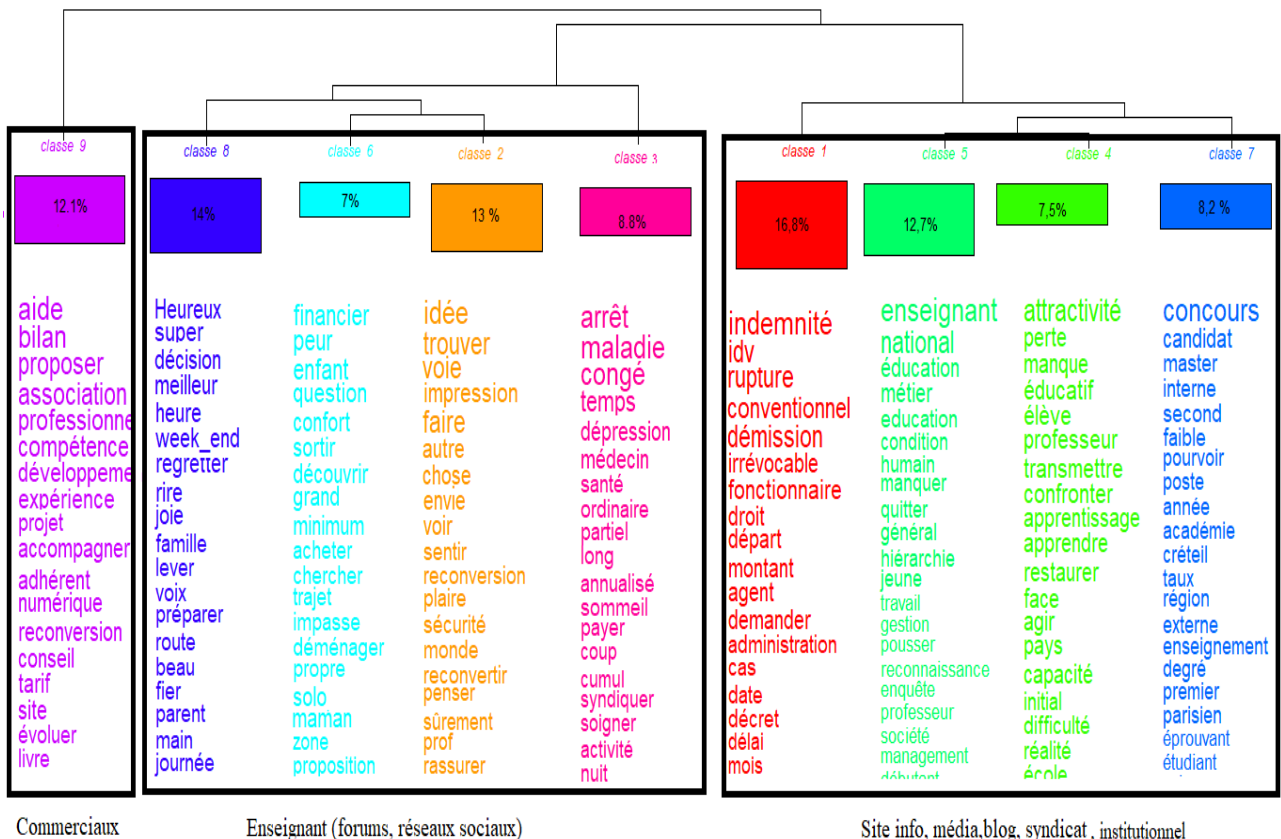 classe 9
12.1%
aide
bilan
proposer
association
professionne
compétence
développeme
expérience
projet
accompagner
adhérent
numérique
reconversion
conseil
tarif
site
évoluer
livre
Commerciaux
classe 8
14%
Heureux
super
décision
meilleur
heure
week_end
regretter
rire
joie
famille
lever
voix
préparer
route
beau
fier
parent
main
journée
classe 6
7%
financier
peur
enfant
question
confort
sortir
découvrir
grand
minimum
acheter
chercher
trajet
impasse
déménager
propre
solo
maman
zone
proposition
classe 2
13 %
idée
trouver
voie
impression
faire
autre
chose
envie
voir
sentir
reconversion
plaire
sécurité
monde
reconvertir
penser
sûrement
prof
rassurer
classe 3
8.8%
arrêt
maladie
congé
temps
dépression
médecin
santé
ordinaire
partiel
long
annualisé
sommeil
payer
coup
cumul
syndiquer
soigner
activité
nuit
Enseignant (forums, réseaux sociaux)
classe 1
16,8%
indemnité
idv
rupture
conventionnel
démission
irrévocable
fonctionnaire
droit
départ
montant
agent
demander
administration
cas
date
décret
délai
mois
classe 5
12,7%
enseignant
national
éducation
métier
education
condition
humain
manquer
quitter
général
hiérarchie
jeune
travail
gestion
pousser
reconnaissance
enquête
professeur
société
management
débutant
classe 4
7,5%
attractivité
perte
manque
éducatif
élève
professeur
transmettre
confronter
apprentissage
apprendre
restaurer
face
agir
pays
capacité
initial
difficulté
réalité
école
classe 7
8,2 %
concours
candidat
master
interne
second
faible
pourvoir
poste
année
académie
créteil
taux
région
externe
enseignement
degré
premier
parisien
éprouvant
étudiant
Site info, média,blog, syndicat , institutionnel